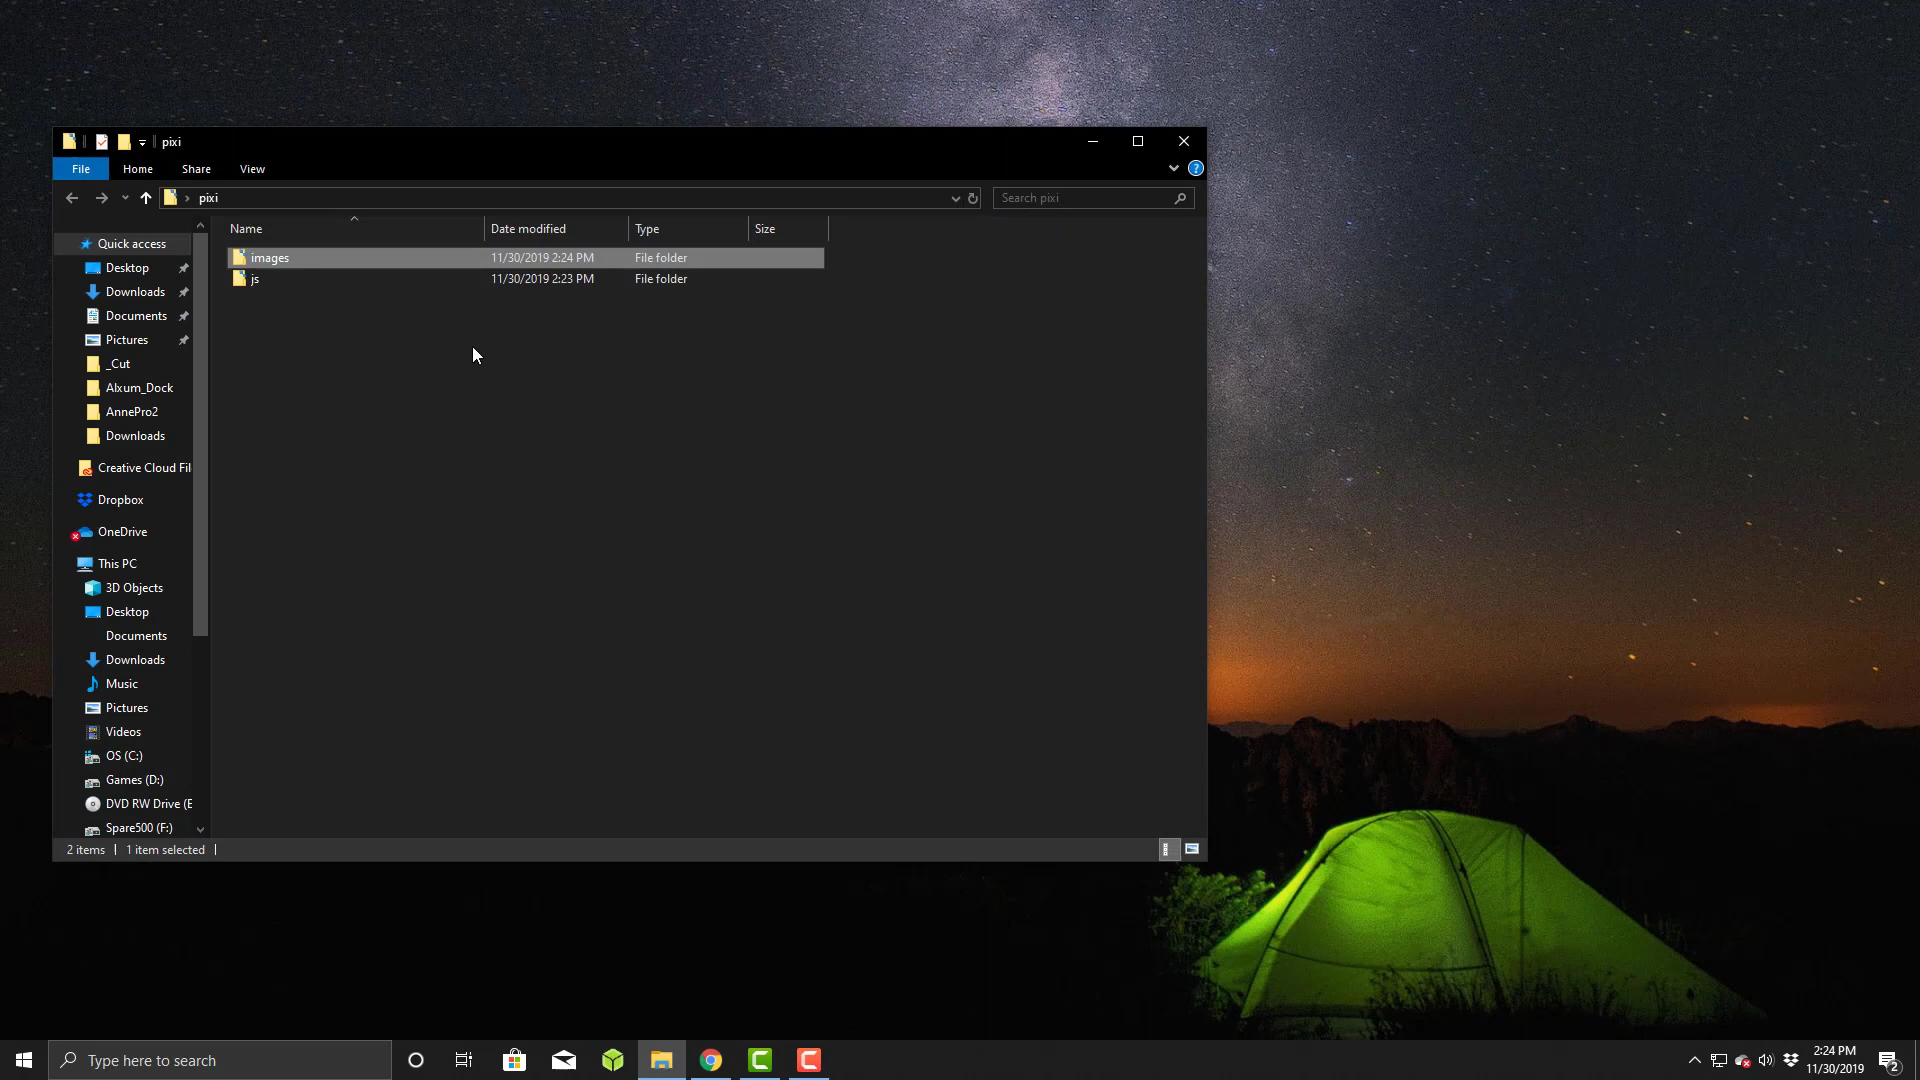 pixi
File Home Share View
pixi
Search pixi
Name Date modified Type Size
images 11/30/2019 2:24 PM File folder
js 11/30/2019 2:23 PM File folder
Quick access
Desktop
Downloads
Documents
Pictures
_Cut
Alxum_Dock
AnnePro2
Downloads
Creative Cloud Fil
Dropbox
OneDrive
This PC
3D Objects
Desktop
Documents
Downloads
Music
Pictures
Videos
OS (C:)
Games (D:)
DVD RW Drive (E
Spare500 (F:)
2 items 1 item selected
Type here to search
2:24 PM
11/30/2019
2